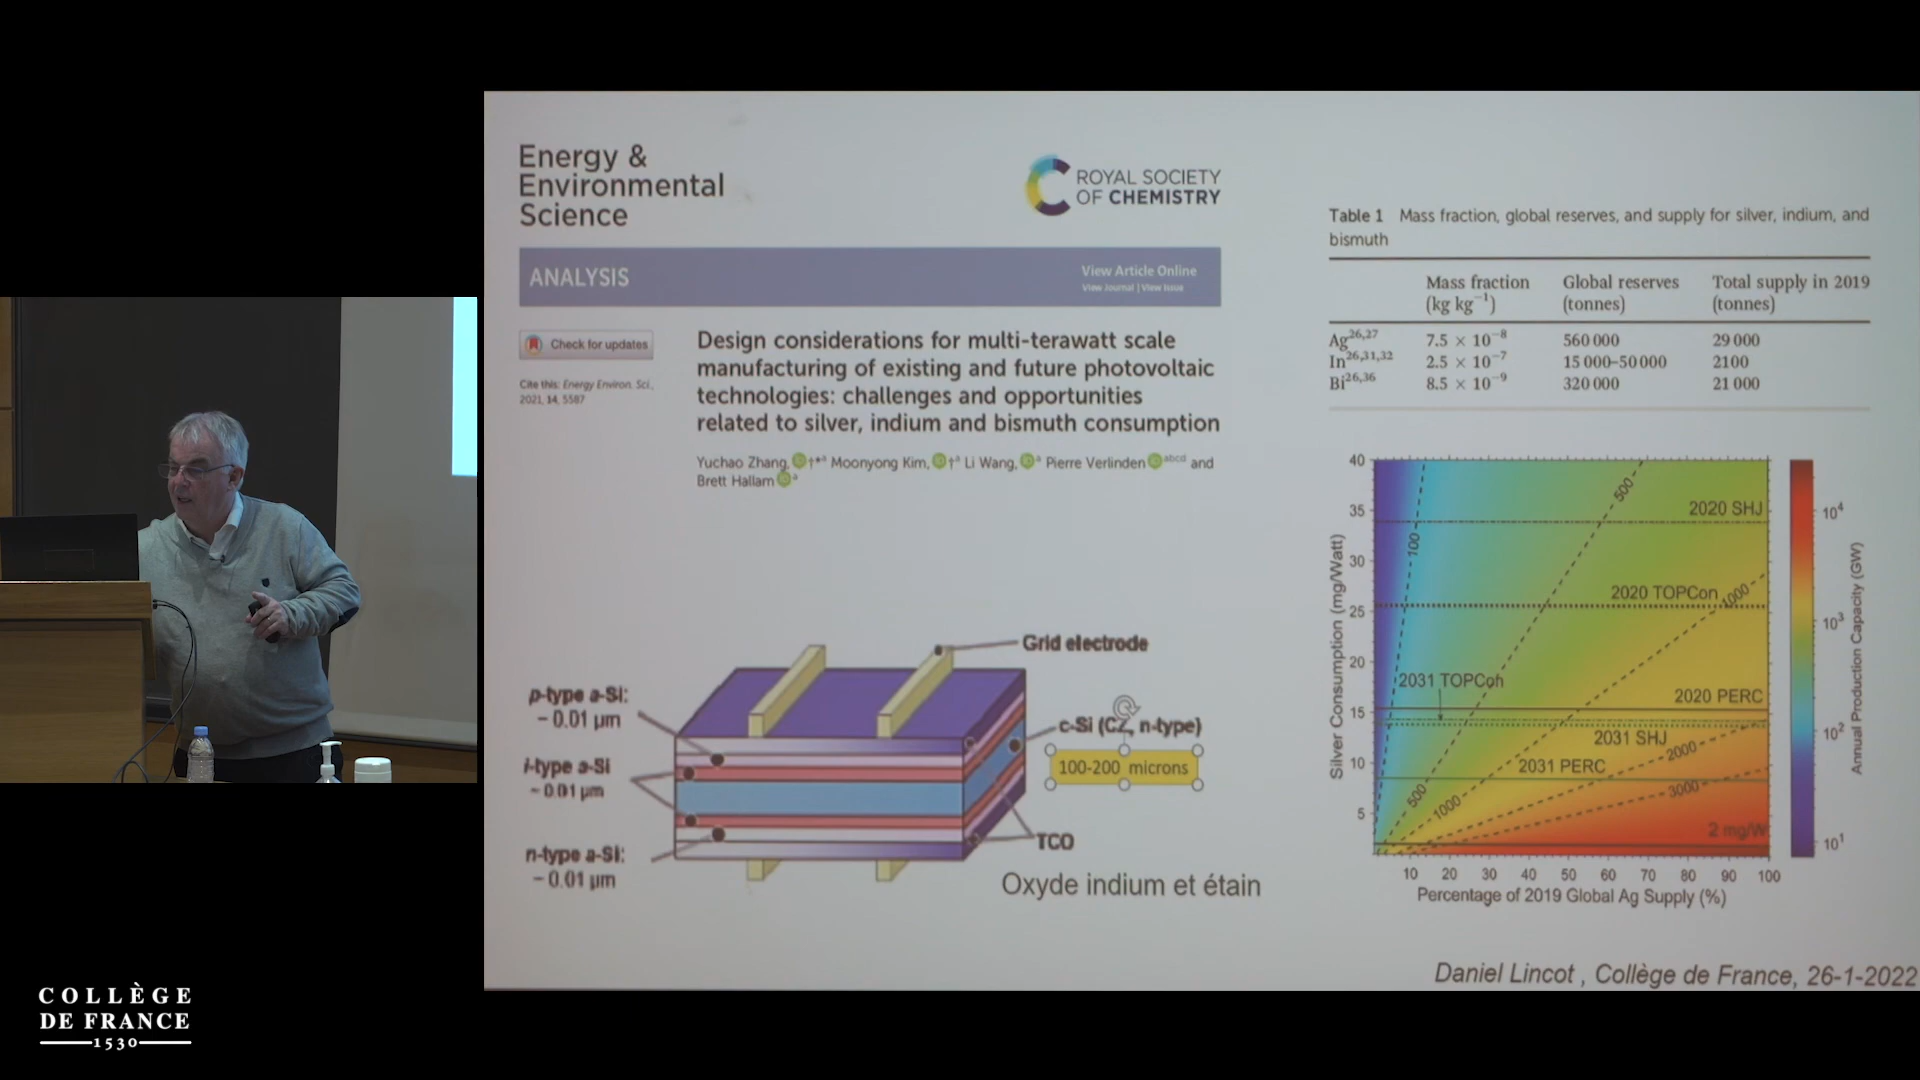 Energy &
Environmental
Science
ROYAL SOCIETY
OF CHEMISTRY
ANALYSIS
View Article Online
View Journal | View Issue
Check for updates
Cite this: Energy Environ. Sci.,
2021, 14, 5587
Design considerations for multi-terawatt scale
manufacturing of existing and future photovoltaic
technologies: challenges and opportunities
related to silver, indium and bismuth consumption
Yuchao Zhang, †*a Moonyong Kim, †a Li Wang, a Pierre Verlinden abcd and
Brett Hallam a
Grid electrode
p-type a-Si:
~ 0.01 µm
i-type a-Si
~ 0.01 µm
n-type a-Si:
~ 0.01 µm
c-Si (CZ, n-type)
100-200 microns
TCO
Oxyde indium et étain
Table 1 Mass fraction, global reserves, and supply for silver, indium, and
bismuth
Mass fraction (kg kg⁻¹) Global reserves (tonnes) Total supply in 2019 (tonnes)
Ag26,27 7.5 × 10⁻⁸ 560 000 29 000
In26,31,32 2.5 × 10⁻⁷ 15 000–50 000 2100
Bi26,36 8.5 × 10⁻⁹ 320 000 21 000
Silver Consumption (mg/Watt)
40
35
30
25
20
15
10
5
100
500
2020 SHJ
2020 TOPCon
1000
2031 TOPCon
2020 PERC
2031 SHJ
2000
2031 PERC
500
1000
3000
2 mg/W
10 20 30 40 50 60 70 80 90 100
Percentage of 2019 Global Ag Supply (%)
10⁴
10³
10²
10¹
Annual Production Capacity (GW)
Daniel Lincot , Collège de France, 26-1-2022
COLLÈGE
DE FRANCE
1530